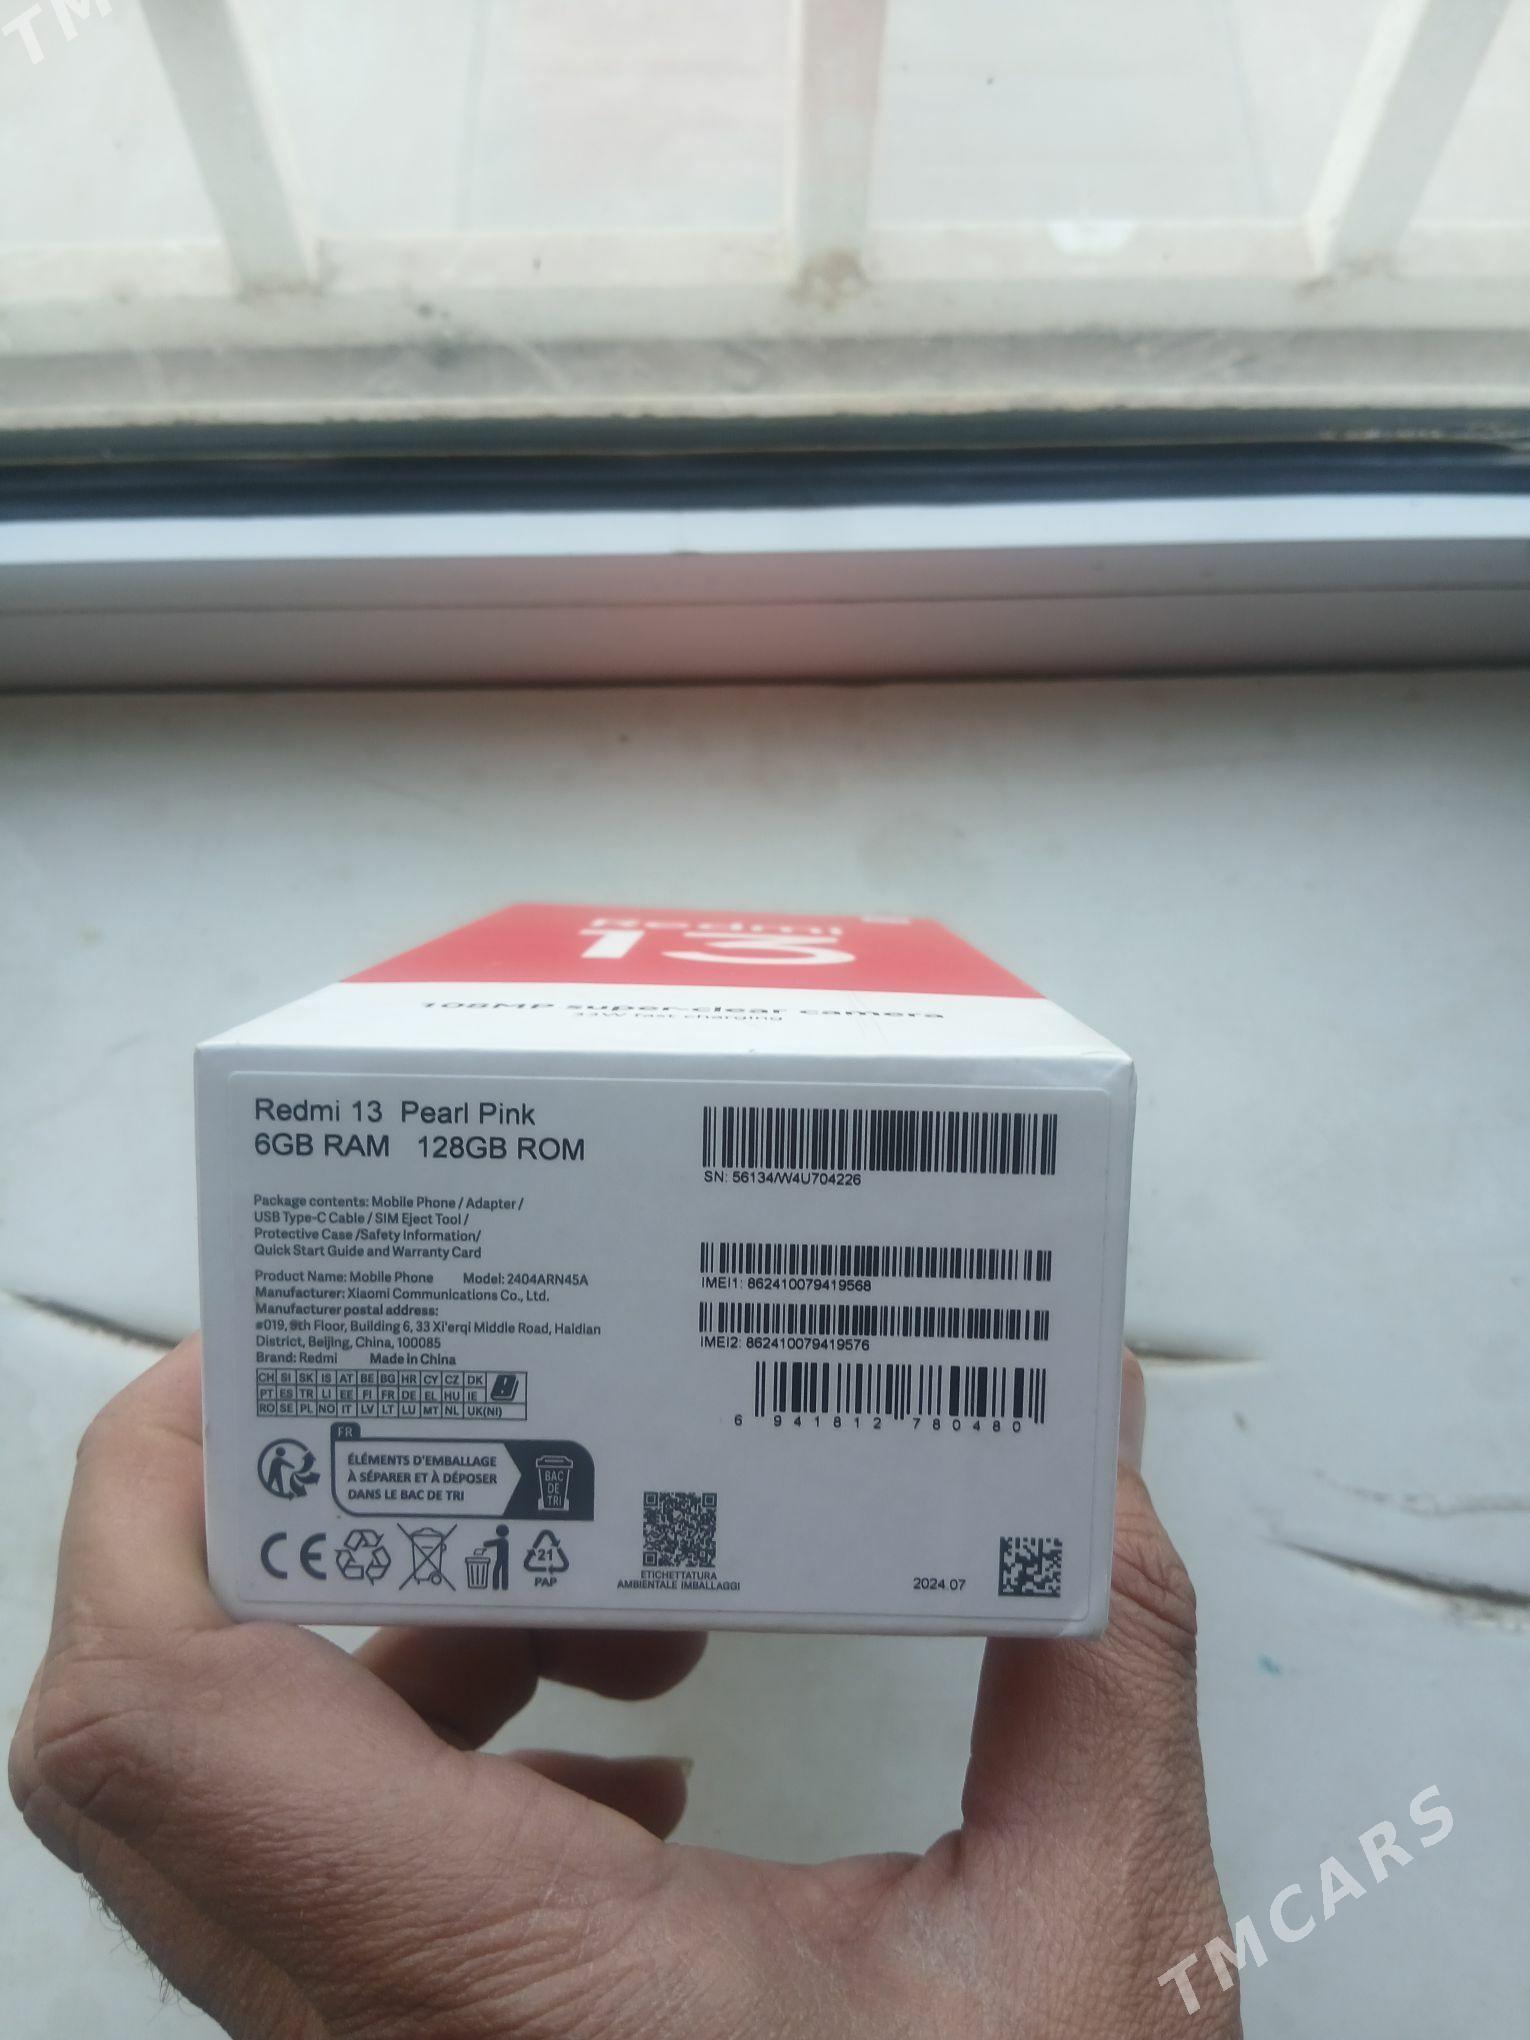 TM
Redmi
13
108MP super-clear camera
33W fast charging
Redmi 13 Pearl Pink
6GB RAM 128GB ROM
Package contents: Mobile Phone / Adapter /
USB Type-C Cable / SIM Eject Tool /
Protective Case /Safety Information/
Quick Start Guide and Warranty Card
Product Name: Mobile Phone Model: 2404ARN45A
Manufacturer: Xiaomi Communications Co., Ltd.
Manufacturer postal address:
#019, 9th Floor, Building 6, 33 Xi'erqi Middle Road, Haidian
District, Beijing, China, 100085
Brand: Redmi Made in China
CH SI SK IS AT BE BG HR CY CZ DK
PT ES TR LI EE FI FR DE EL HU IE
RO SE PL NO IT LV LT LU MT NL UK(NI)
FR
ÉLÉMENTS D'EMBALLAGE
À SÉPARER ET À DÉPOSER
DANS LE BAC DE TRI
BAC
DE
TRI
CE
21
PAP
ETICHETTATURA
AMBIENTALE IMBALLAGGI
SN: 56134/W4U704226
IMEI1: 862410079419568
IMEI2: 862410079419576
6 941812 780480
2024.07
TMCARS